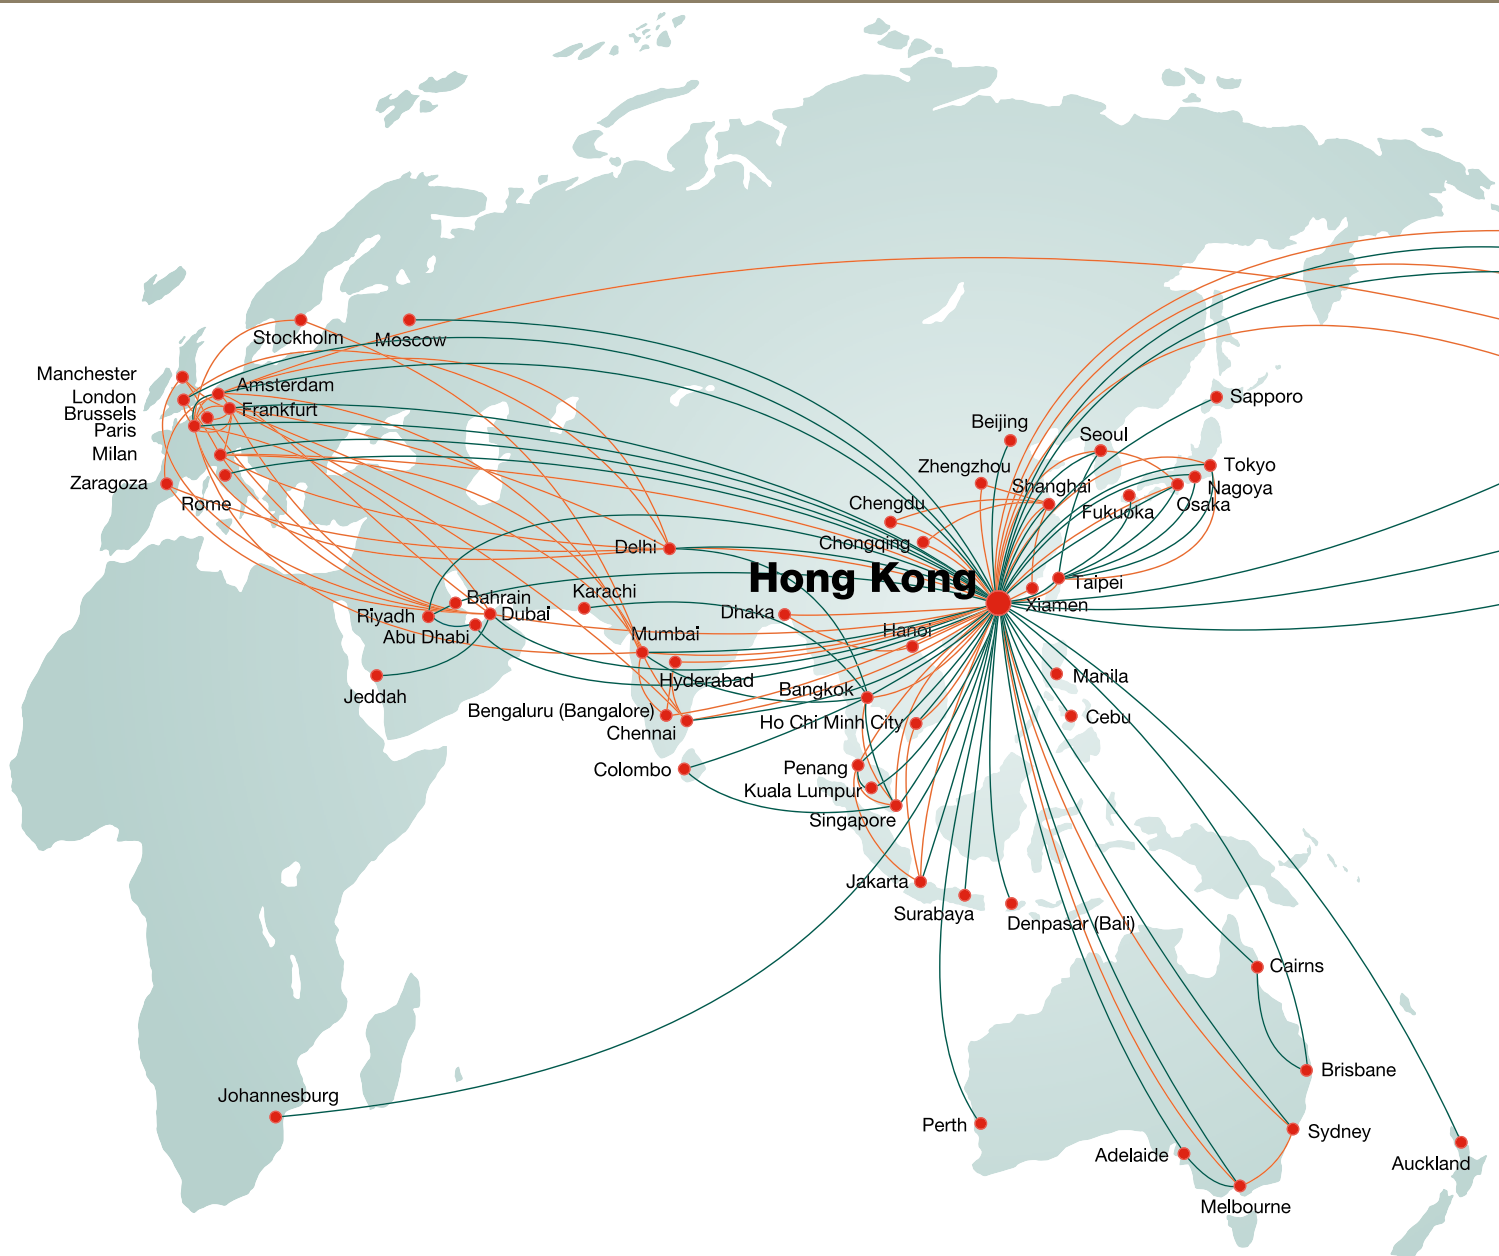 Stockholm
Moscow
Manchester
London
Brussels
Paris
Milan
Zaragoza
Rome
Amsterdam
Frankfurt
Sapporo
Beijing
Seoul
Zhengzhou
Shanghai
Tokyo
Nagoya
Osaka
Fukuoka
Chengdu
Chongqing
Delhi
Hong Kong
Taipei
Xiamen
Karachi
Bahrain
Riyadh
Dubai
Abu Dhabi
Dhaka
Hanoi
Mumbai
Hyderabad
Jeddah
Bangkok
Manila
Bengaluru (Bangalore)
Chennai
Ho Chi Minh City
Cebu
Colombo
Penang
Kuala Lumpur
Singapore
Jakarta
Surabaya
Denpasar (Bali)
Cairns
Johannesburg
Brisbane
Perth
Sydney
Adelaide
Auckland
Melbourne